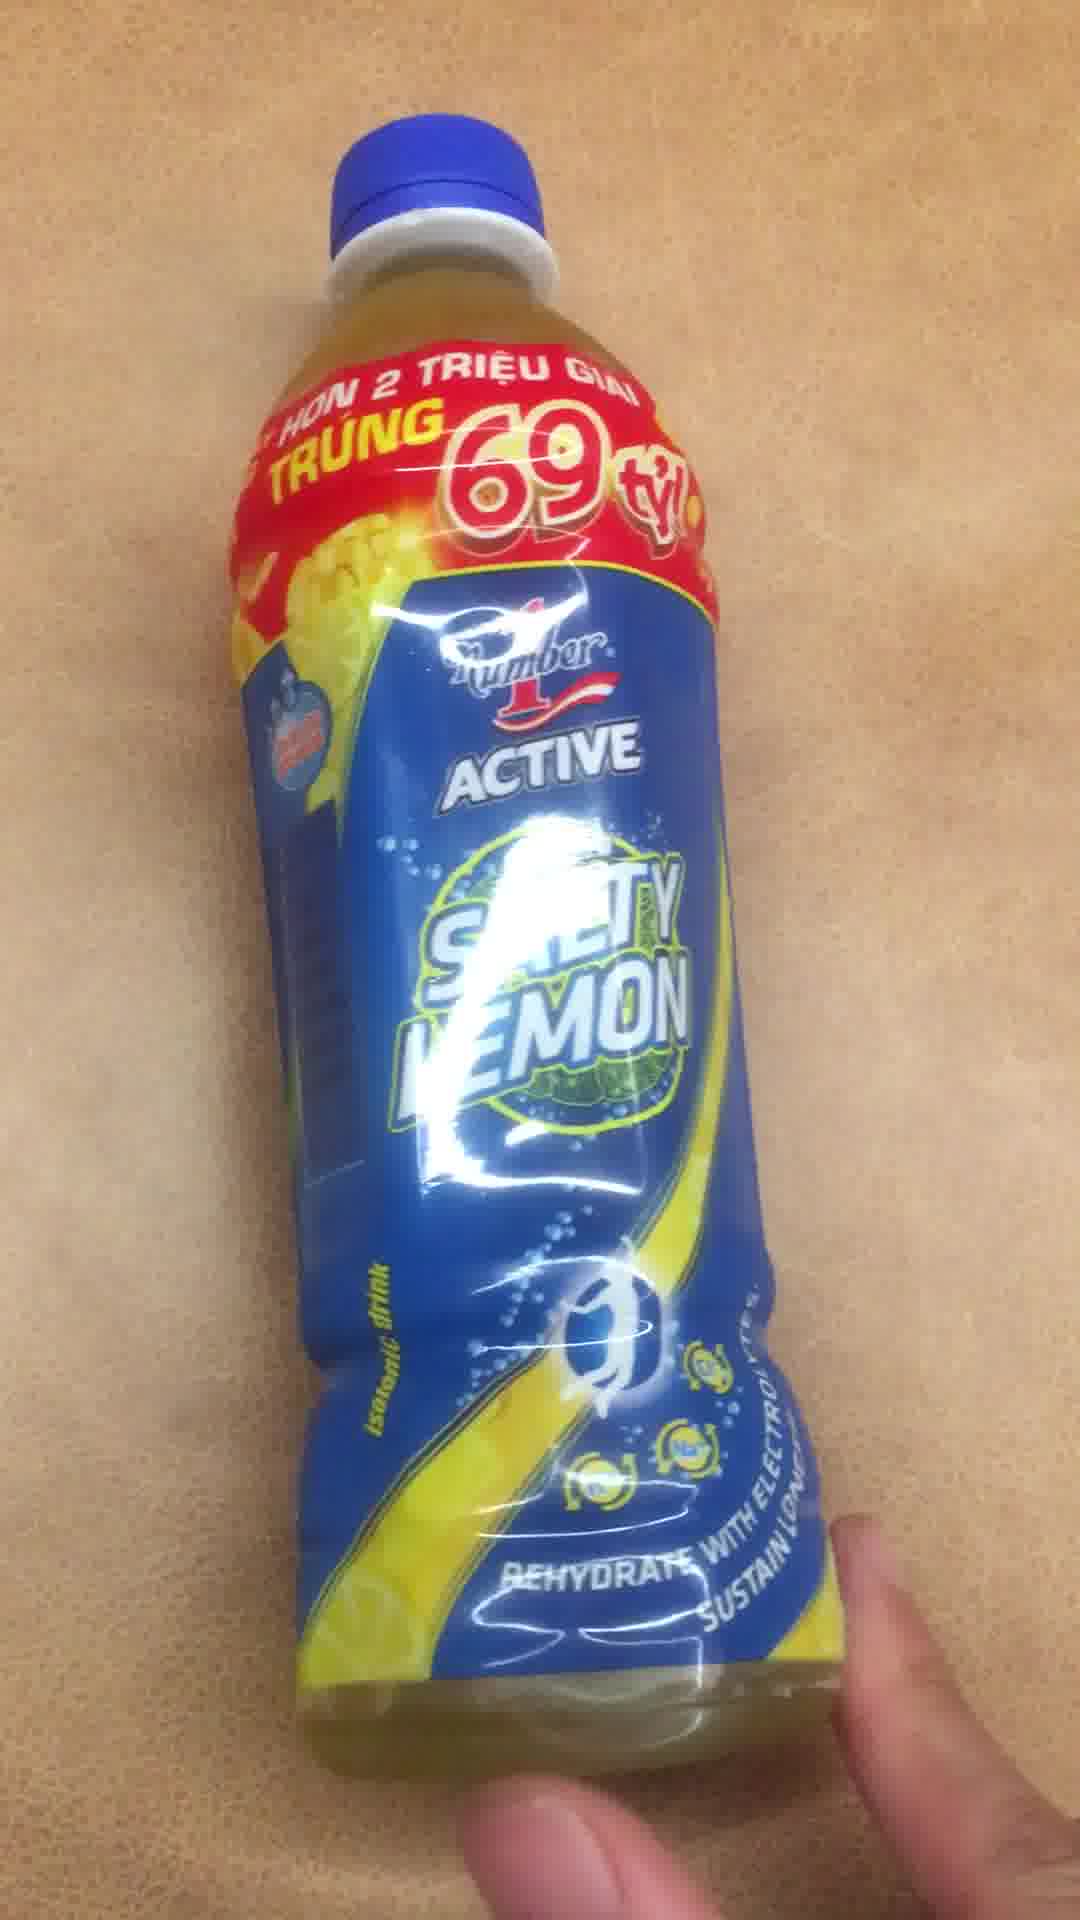 HƠN 2 TRIỆU GIẢI
TRÚNG 69 tỷ!
Number 1
ACTIVE
SALTY
LEMON
Isotonic drink
REHYDRATE WITH ELECTROLYTES.
SUSTAIN